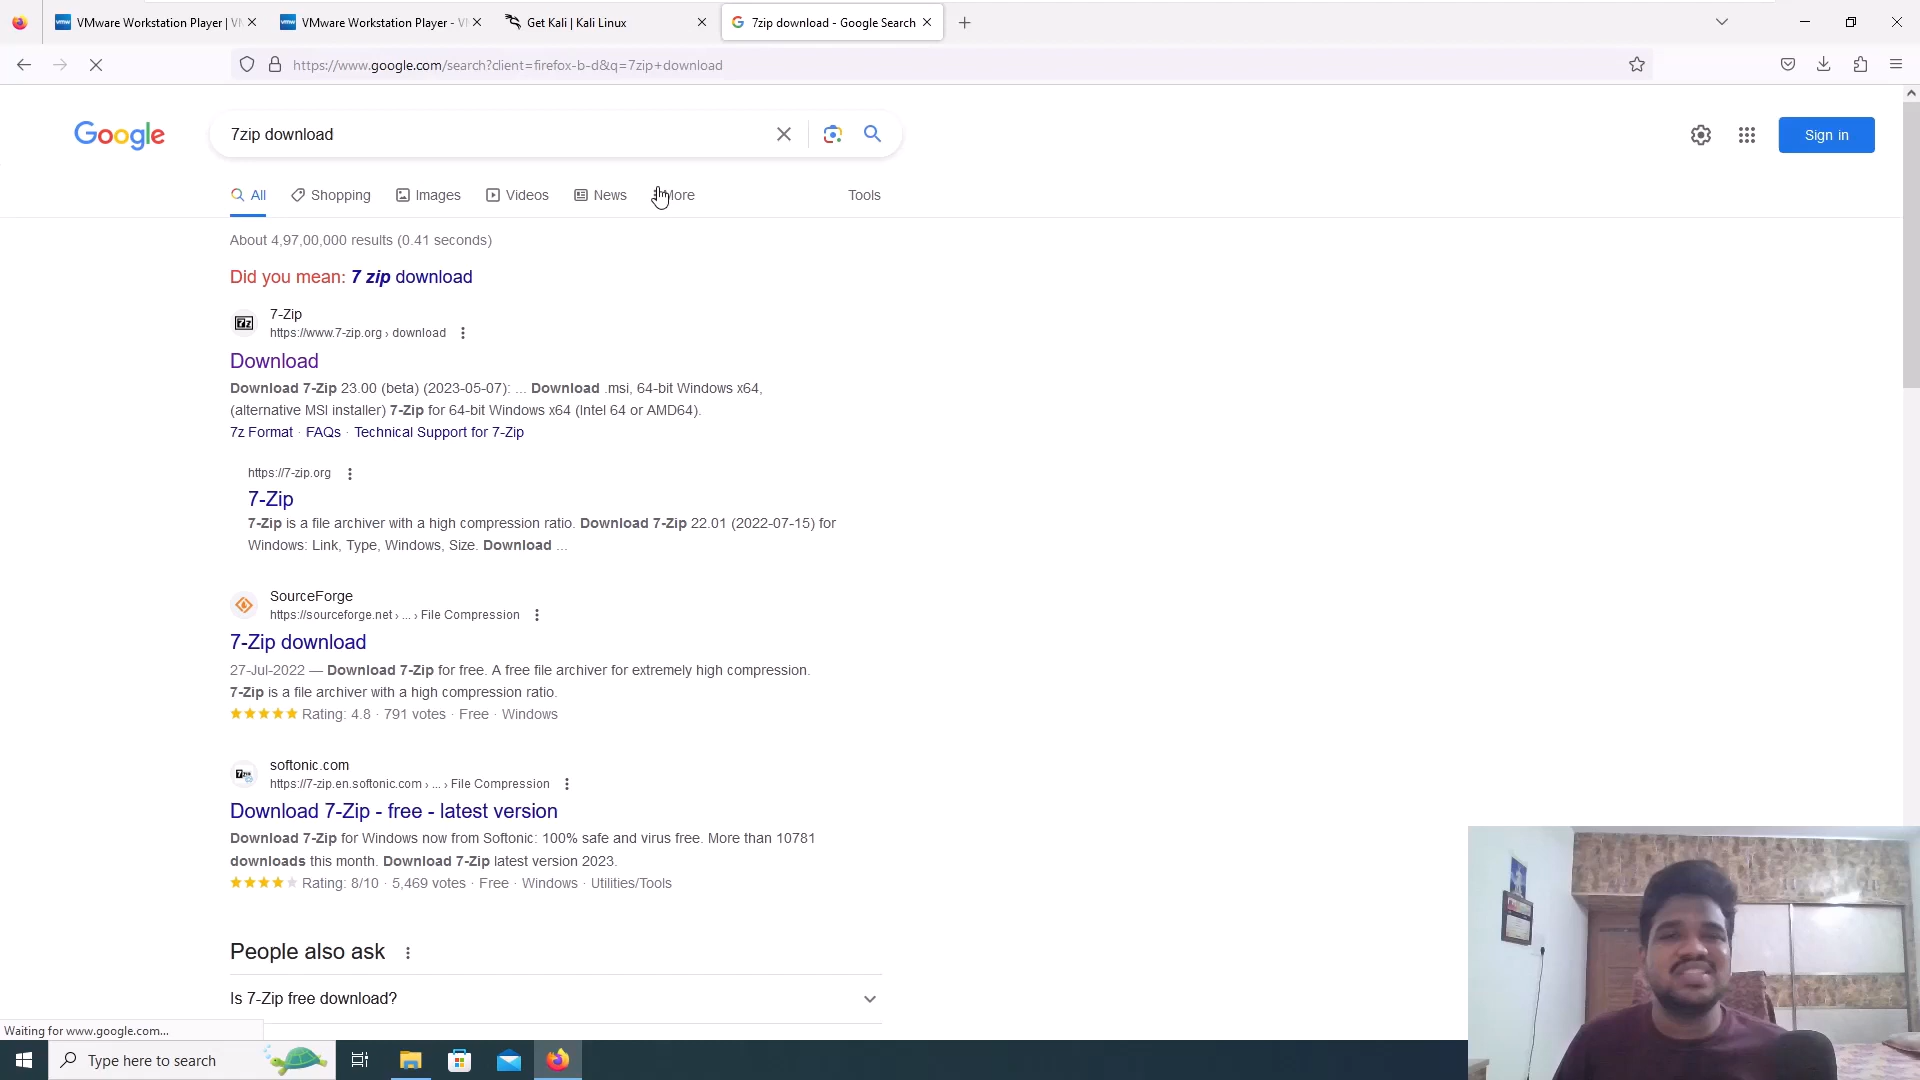 VMware Workstation Player | VM
VMware Workstation Player - VM
Get Kali | Kali Linux
7zip download - Google Search
https://www.google.com/search?client=firefox-b-d&q=7zip+download
Google
7zip download
Sign in
All
Shopping
Images
Videos
News
More
Tools
About 4,97,00,000 results (0.41 seconds)
Did you mean: 7 zip download
7-Zip
https://www.7-zip.org › download
Download
Download 7-Zip 23.00 (beta) (2023-05-07): ... Download .msi, 64-bit Windows x64,
(alternative MSI installer) 7-Zip for 64-bit Windows x64 (Intel 64 or AMD64).
7z Format · FAQs · Technical Support for 7-Zip
https://7-zip.org
7-Zip
7-Zip is a file archiver with a high compression ratio. Download 7-Zip 22.01 (2022-07-15) for
Windows: Link, Type, Windows, Size. Download ...
SourceForge
https://sourceforge.net › ... › File Compression
7-Zip download
27-Jul-2022 — Download 7-Zip for free. A free file archiver for extremely high compression.
7-Zip is a file archiver with a high compression ratio.
Rating: 4.8 · 791 votes · Free · Windows
softonic.com
https://7-zip.en.softonic.com › ... › File Compression
Download 7-Zip - free - latest version
Download 7-Zip for Windows now from Softonic: 100% safe and virus free. More than 10781
downloads this month. Download 7-Zip latest version 2023.
Rating: 8/10 · 5,469 votes · Free · Windows · Utilities/Tools
People also ask
Is 7-Zip free download?
Waiting for www.google.com...
Type here to search